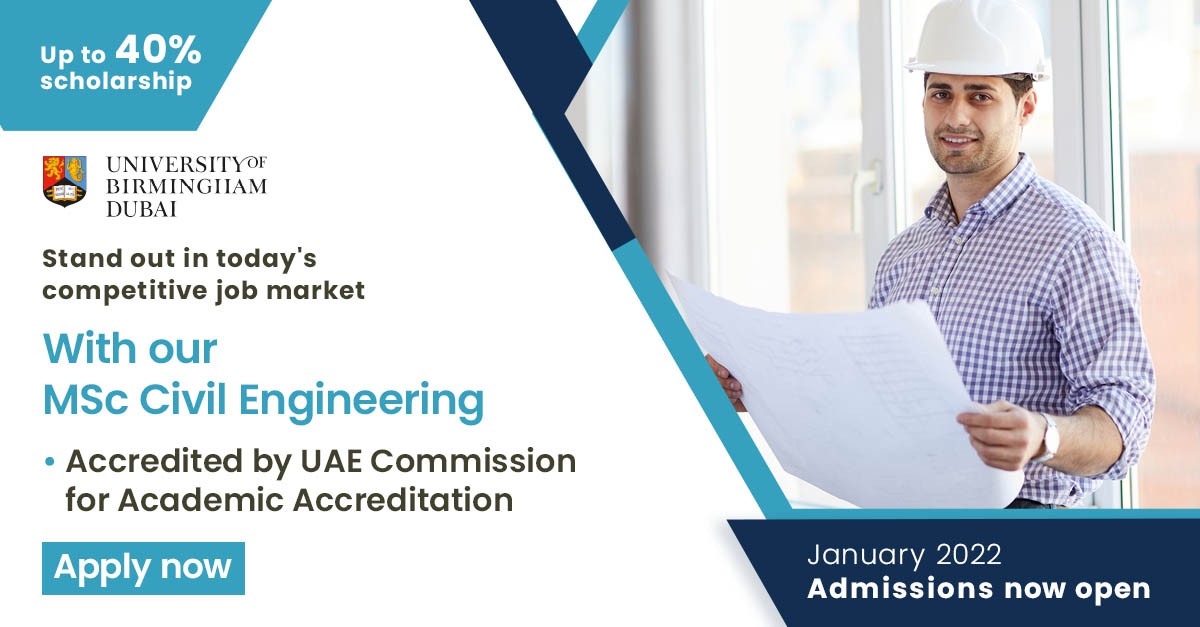 Up to 40%
scholarship
UNIVERSITY OF
BIRMINGHAM
DUBAI
Stand out in today's
competitive job market
With our
MSc Civil Engineering
• Accredited by UAE Commission
for Academic Accreditation
Apply now
January 2022
Admissions now open